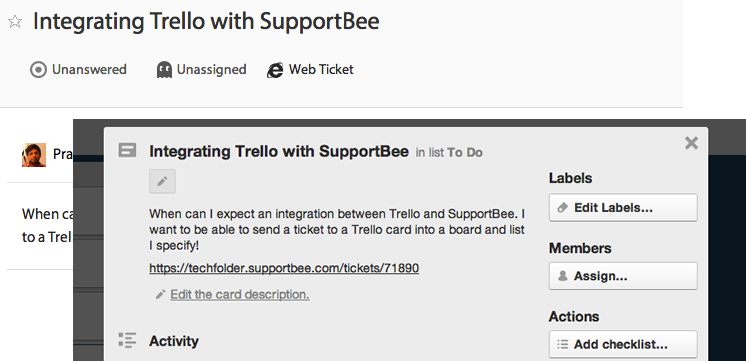 Integrating Trello with SupportBee
Unanswered Unassigned Web Ticket
Pra
When ca
to a Trel
Integrating Trello with SupportBee in list To Do
When can I expect an integration between Trello and SupportBee. I
want to be able to send a ticket to a Trello card into a board and list
I specify!
https://techfolder.supportbee.com/tickets/71890
Edit the card description.
Activity
Labels
Edit Labels...
Members
Assign...
Actions
Add checklist...